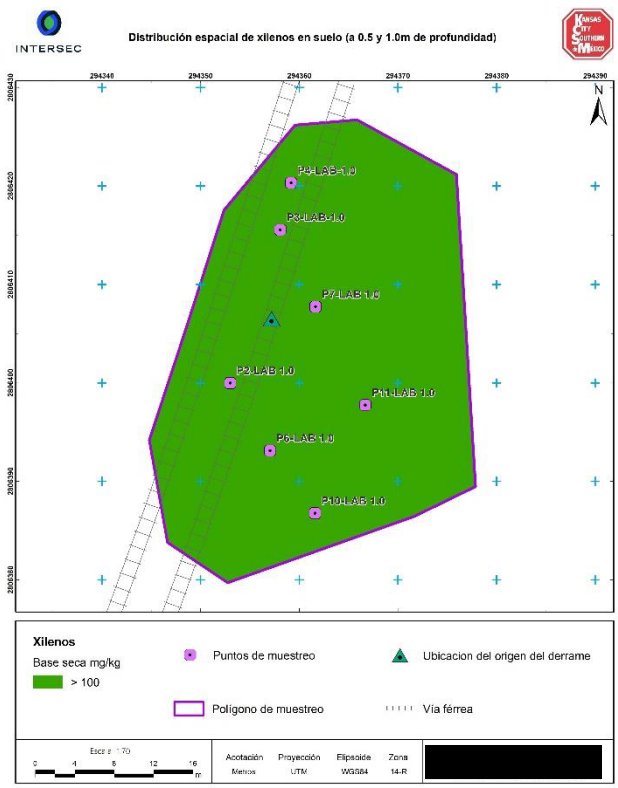 INTERSEC
Distribución espacial de xilenos en suelo (a 0.5 y 1.0m de profundidad)
KANSAS
CITY
SOUTHERN
DE MÉXICO
294340 294350 294360 294370 294380 294390
N
2806430
2806420
2806410
2806400
2806390
2806380
P4-LAB-1.0
P3-LAB-1.0
P7-LAB 1.0
P2-LAB 1.0
P11-LAB 1.0
P6-LAB 1.0
P10-LAB 1.0
Xilenos
Base seca mg/kg
> 100
Puntos de muestreo
Ubicacion del origen del derrame
Polígono de muestreo
Vía férrea
0 4 8 12 16
m
Acotación Proyección Elipsoide Zona
Metros UTM WGS84 14-R